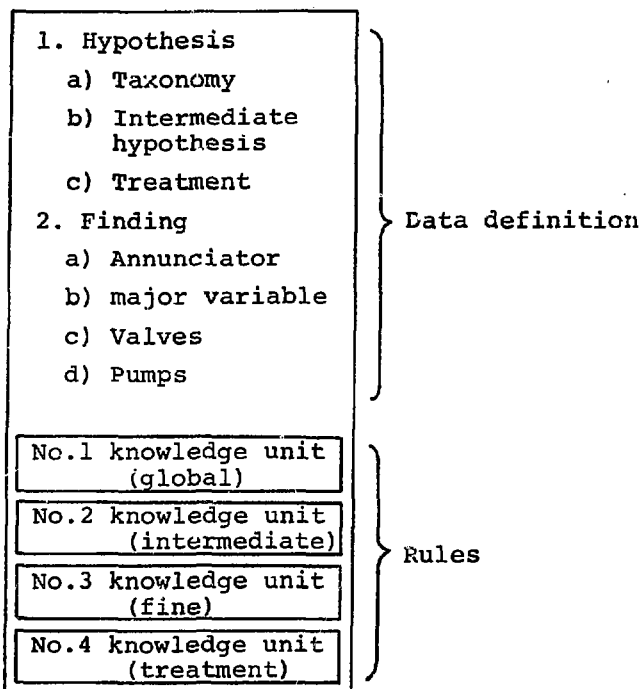 1. Hypothesis
a) Taxonomy
b) Intermediate
hypothesis
c) Treatment
2. Finding
a) Annunciator
b) major variable
c) Valves
d) Pumps
Data definition
No.1 knowledge unit
(global)
No.2 knowledge unit
(intermediate)
No.3 knowledge unit
(fine)
No.4 knowledge unit
(treatment)
Rules